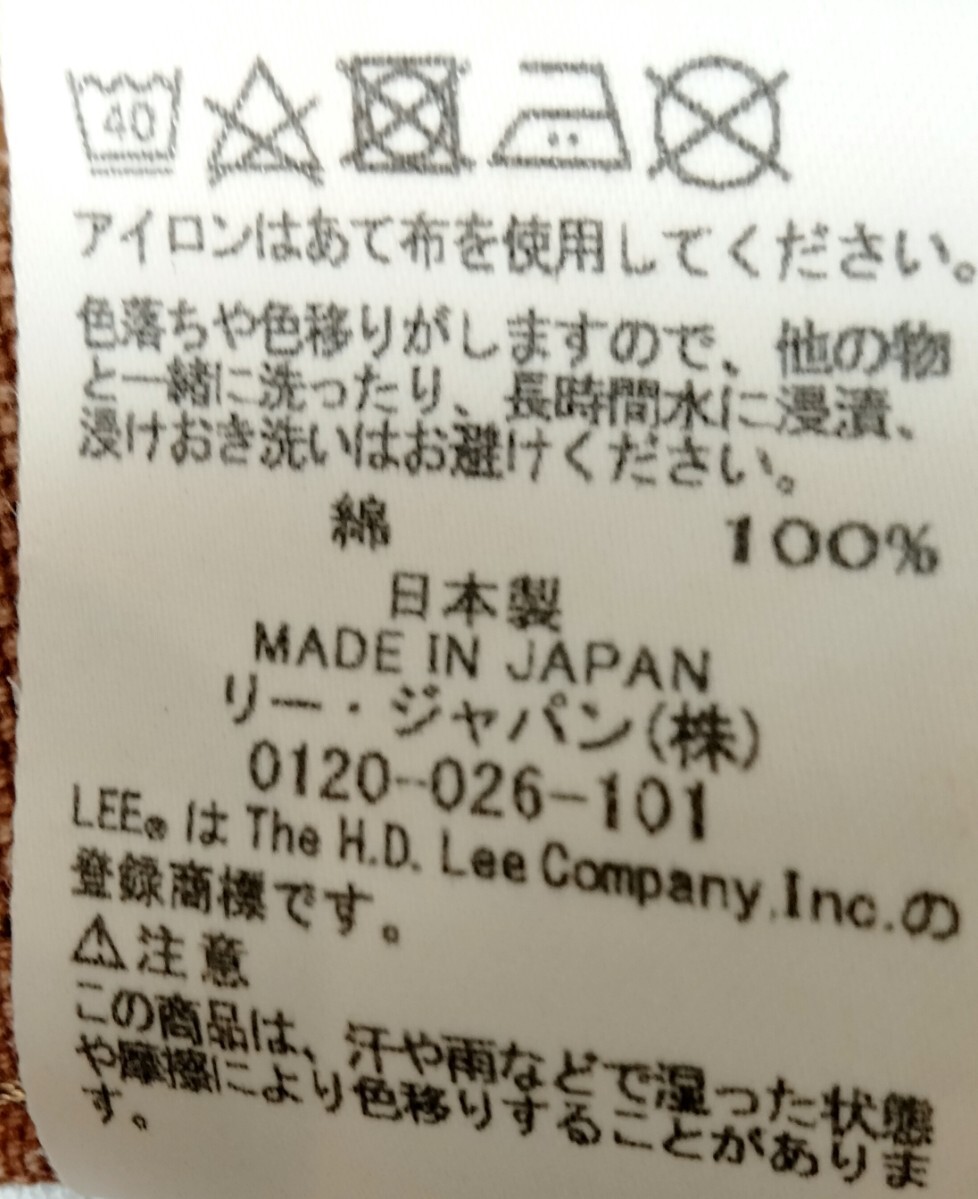 40
アイロンはあて布を使用してください。
色落ちや色移りがしますので、他の物
と一緒に洗ったり、長時間水に浸漬、
浸けおき洗いはお避けください。
綿 100%
日本製
MADE IN JAPAN
リー・ジャパン(株)
0120-026-101
LEE® は The H.D. Lee Company,Inc.の
登録商標です。
⚠注意
この商品は、汗や雨などで湿った状態
や摩擦により色移りすることがありま
す。